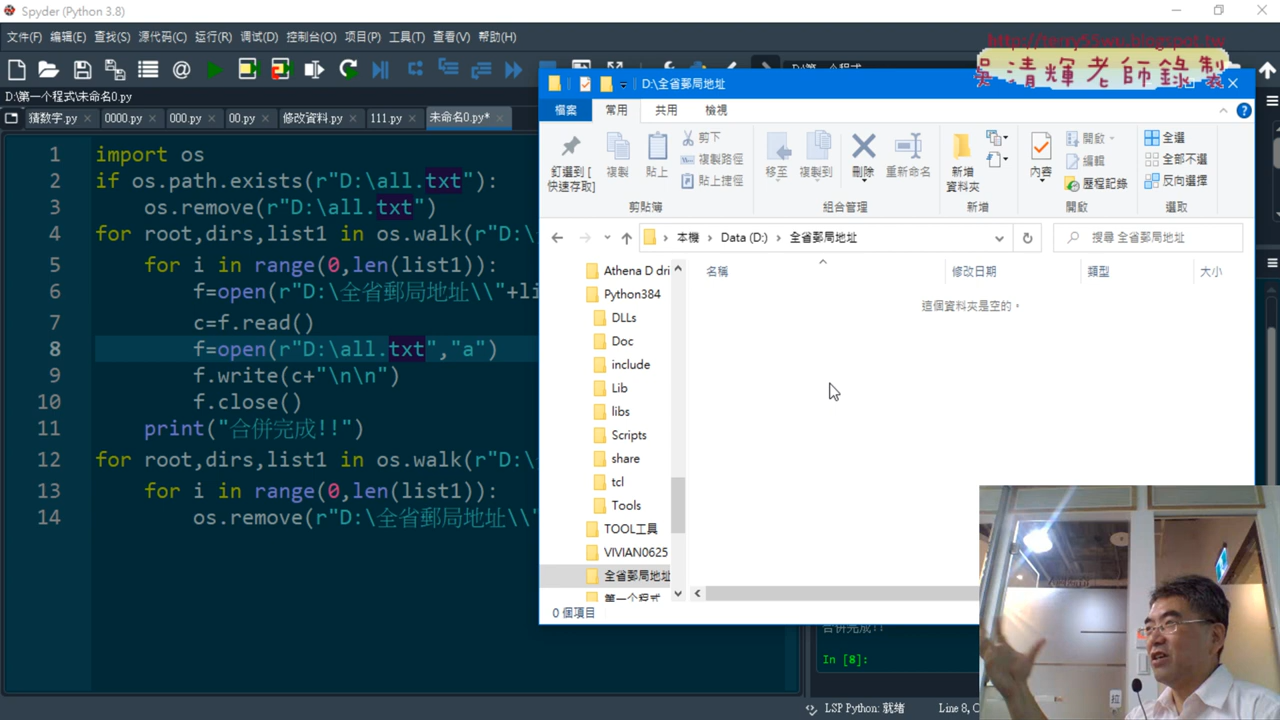 Spyder (Python 3.8)
文件(F) 编辑(E) 查找(S) 源代码(C) 运行(R) 调试(D) 控制台(O) 项目(P) 工具(T) 查看(V) 帮助(H)
http://terry55wu.blogspot.tw
吳清輝老師錄製
D:\第一个程式\未命名0.py
猜数字.py 0000.py 000.py 00.py 修改資料.py 111.py 未命名0.py*
1 import os
2 if os.path.exists(r"D:\all.txt"):
3 os.remove(r"D:\all.txt")
4 for root,dirs,list1 in os.walk(r"D:\
5 for i in range(0,len(list1)):
6 f=open(r"D:\全省郵局地址\\"+li
7 c=f.read()
8 f=open(r"D:\all.txt","a")
9 f.write(c+"\n\n")
10 f.close()
11 print("合併完成!!")
12 for root,dirs,list1 in os.walk(r"D:\
13 for i in range(0,len(list1)):
14 os.remove(r"D:\全省郵局地址\\"
D:\全省郵局地址
檔案 常用 共用 檢視
釘選到 [快速存取] 複製 貼上 剪下 複製路徑 貼上捷徑
移至 複製到 刪除 重新命名
新增資料夾
內容 開啟 編輯 歷程記錄
全選 全部不選 反向選擇
剪貼簿 組合管理 新增 開啟 選取
本機 Data (D:) 全省郵局地址
搜尋 全省郵局地址
名稱 修改日期 類型 大小
這個資料夾是空的。
Athena D dri
Python384
DLLs
Doc
include
Lib
libs
Scripts
share
tcl
Tools
TOOL工具
VIVIAN0625
全省郵局地址
第一个程式
0 個項目
合併完成!!
In [8]:
LSP Python: 就绪 Line 8, C